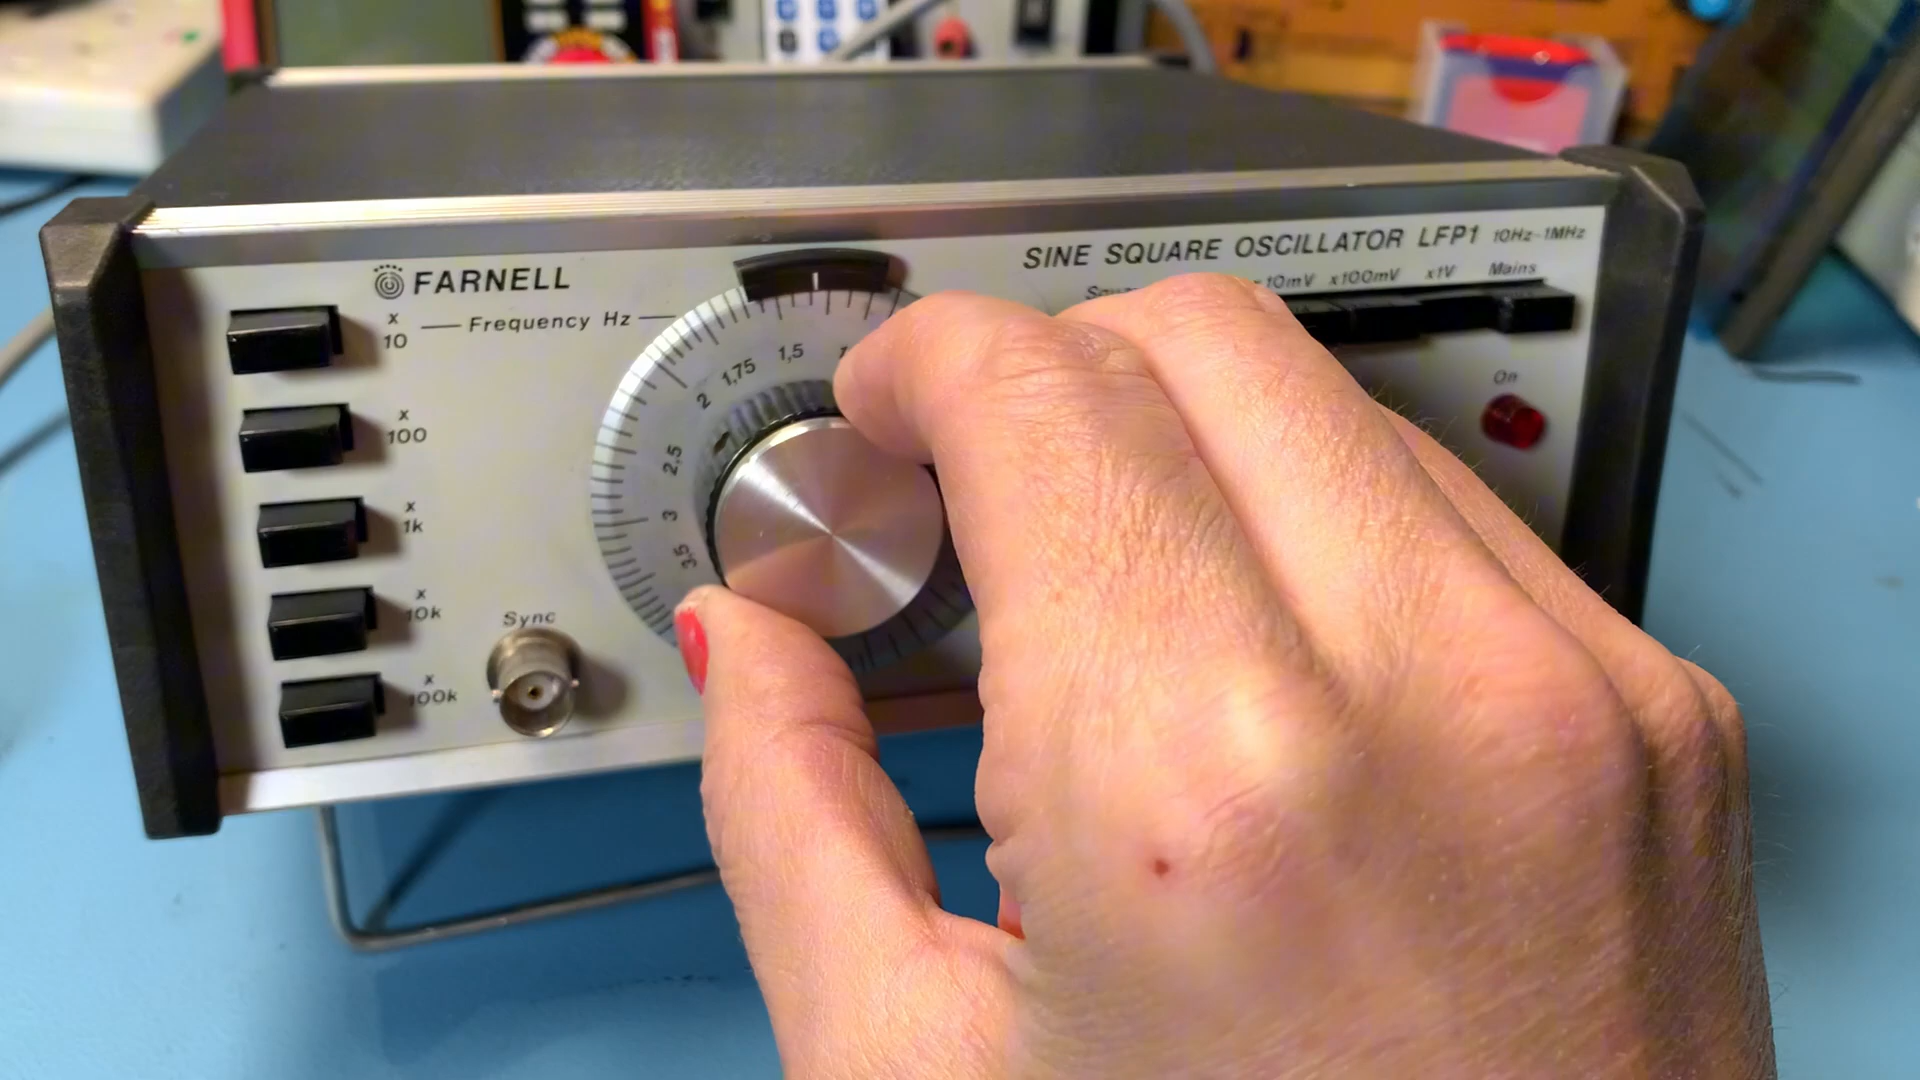 SINE SQUARE OSCILLATOR LFP1 10Hz-1MHz
FARNELL
x10mV x100mV x1V Mains
Frequency Hz
x
10
x
100
x
1k
x
10k
x
100k
1,5
1,75
2
2,5
3
3,5
On
Sync